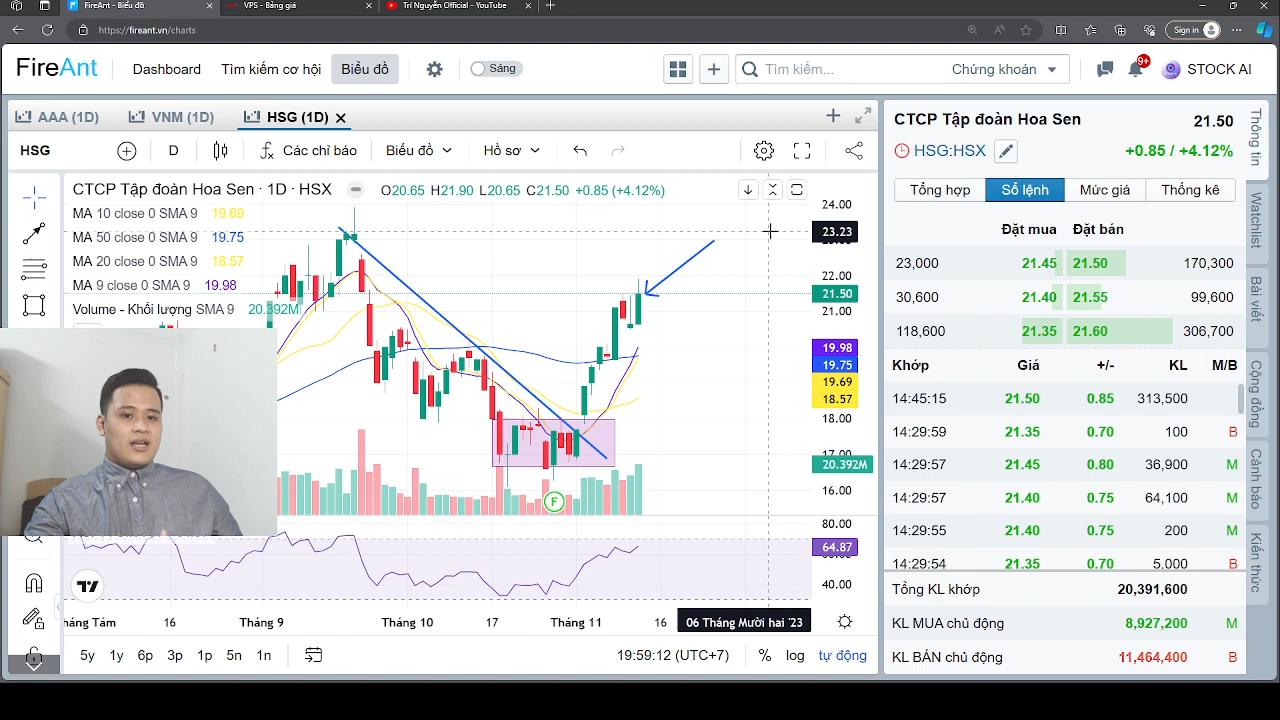 FireAnt - Biểu đồ
VPS - Bảng giá
Trí Nguyễn Official - YouTube
https://fireant.vn/charts
Sign in
FireAnt
Dashboard
Tìm kiếm cơ hội
Biểu đồ
Sáng
Tìm kiếm...
Chứng khoán
9+
STOCK AI
AAA (1D)
VNM (1D)
HSG (1D)
HSG
D
Các chỉ báo
Biểu đồ
Hồ sơ
CTCP Tập đoàn Hoa Sen · 1D · HSX
O20.65 H21.90 L20.65 C21.50 +0.85 (+4.12%)
MA 10 close 0 SMA 9 19.69
MA 50 close 0 SMA 9 19.75
MA 20 close 0 SMA 9 18.57
MA 9 close 0 SMA 9 19.98
Volume - Khối lượng SMA 9 20.392M
24.00
23.23
22.00
21.50
21.00
19.98
19.75
19.69
18.57
18.00
17.00
20.392M
16.00
F
80.00
64.87
40.00
háng Tám
16
Tháng 9
Tháng 10
17
Tháng 11
16
06 Tháng Mười hai '23
5y 1y 6p 3p 1p 5n 1n
19:59:12 (UTC+7)
% log tự động
CTCP Tập đoàn Hoa Sen 21.50
HSG:HSX +0.85 / +4.12%
Tổng hợp Sổ lệnh Mức giá Thống kê
Đặt mua Đặt bán
23,000 21.45 21.50 170,300
30,600 21.40 21.55 99,600
118,600 21.35 21.60 306,700
Khớp Giá +/- KL M/B
14:45:15 21.50 0.85 313,500
14:29:59 21.35 0.70 100 B
14:29:57 21.45 0.80 36,900 M
14:29:57 21.40 0.75 64,100 M
14:29:55 21.40 0.75 200 M
14:29:54 21.35 0.70 5,000 B
Tổng KL khớp 20,391,600
KL MUA chủ động 8,927,200 M
KL BÁN chủ động 11,464,400 B
Thông tin
Watchlist
Bài viết
Cộng đồng
Cảnh báo
Kiến thức